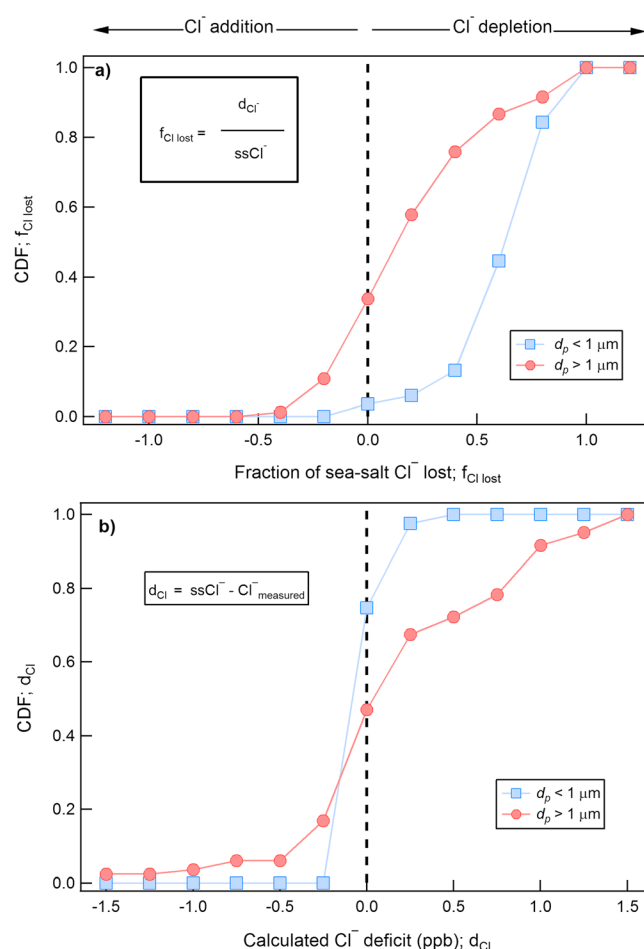 Cl⁻ addition Cl⁻ depletion
a)
1.0
0.8
0.6
0.4
0.2
0.0
CDF; f_Cl lost
f_Cl lost = d_Cl⁻ / ssCl⁻
d_p < 1 µm
d_p > 1 µm
-1.0 -0.5 0.0 0.5 1.0
Fraction of sea-salt Cl⁻ lost; f_Cl lost
b)
1.0
0.8
0.6
0.4
0.2
0.0
CDF; d_Cl
d_Cl = ssCl⁻ - Cl⁻_measured
d_p < 1 µm
d_p > 1 µm
-1.5 -1.0 -0.5 0.0 0.5 1.0 1.5
Calculated Cl⁻ deficit (ppb); d_Cl